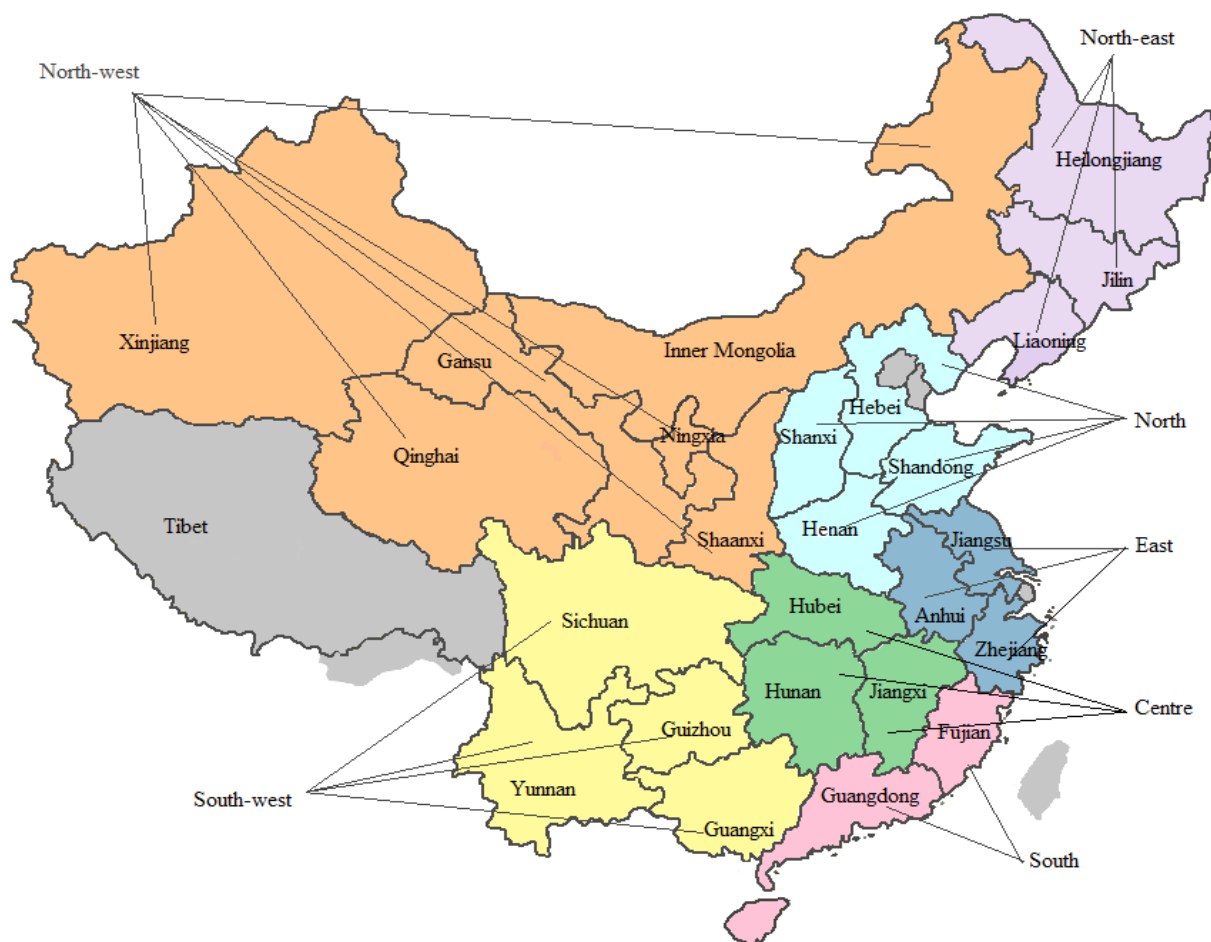 North-east
North-west
Heilongjiang
Jilin
Xinjiang
Gansu
Inner Mongolia
Liaoning
Hebei
North
Ningxia
Shanxi
Qinghai
Shandong
Tibet
Shaanxi
Henan
Jiangsu
East
Hubei
Sichuan
Anhui
Zhejiang
Hunan
Jiangxi
Centre
Guizhou
Fujian
South-west
Yunnan
Guangdong
Guangxi
South